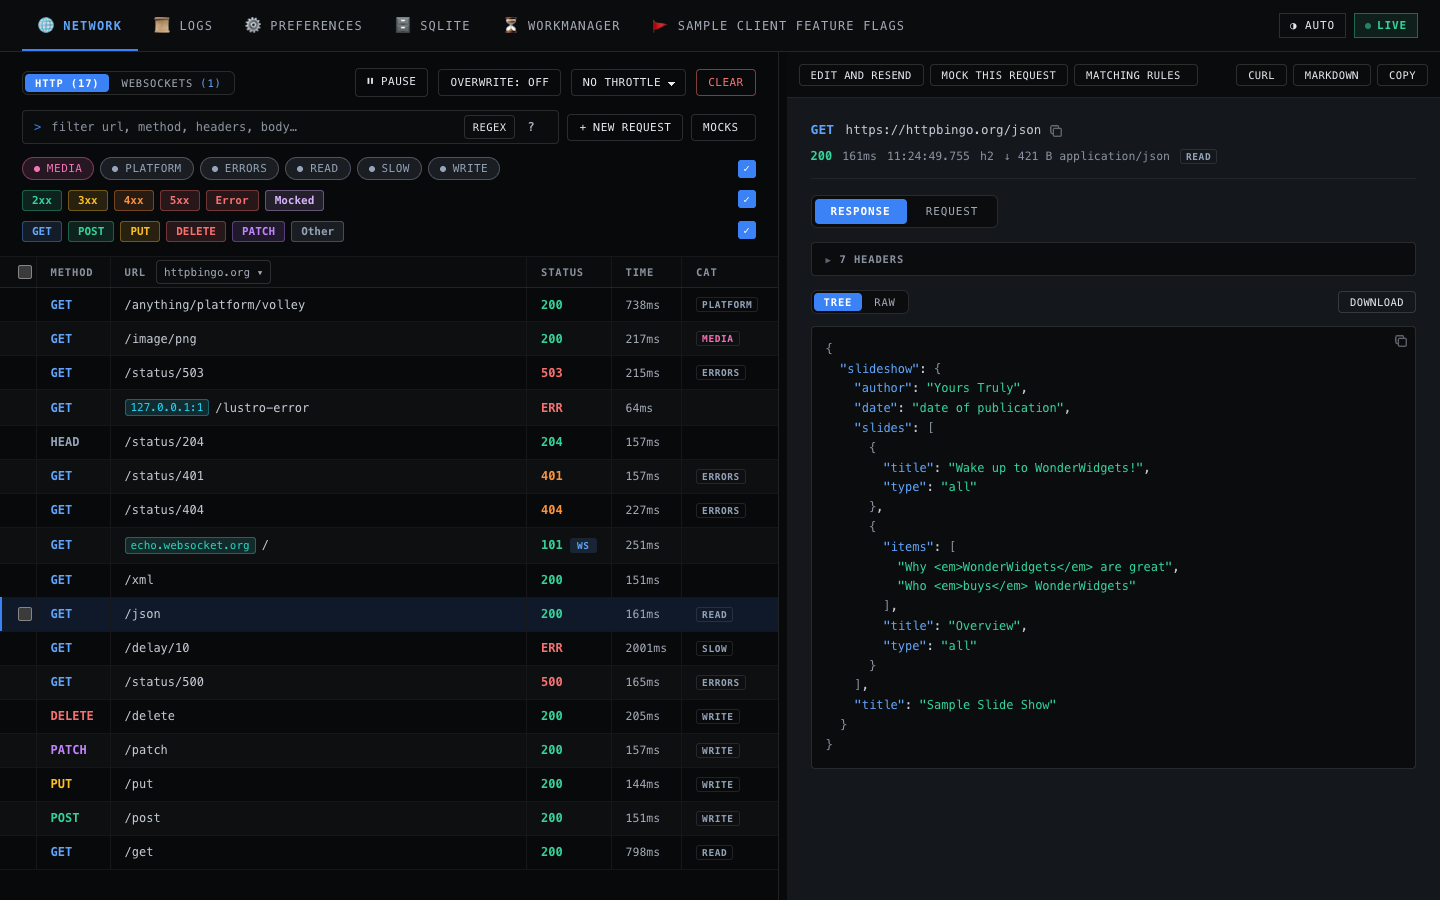 NETWORK LOGS PREFERENCES SQLITE WORKMANAGER SAMPLE CLIENT FEATURE FLAGS AUTO LIVE
HTTP (17) WEBSOCKETS (1) PAUSE OVERWRITE: OFF NO THROTTLE CLEAR
> filter url, method, headers, body… REGEX ? + NEW REQUEST MOCKS
MEDIA PLATFORM ERRORS READ SLOW WRITE
2xx 3xx 4xx 5xx Error Mocked
GET POST PUT DELETE PATCH Other
METHOD URL httpbingo.org ▾ STATUS TIME CAT
GET /anything/platform/volley 200 738ms PLATFORM
GET /image/png 200 217ms MEDIA
GET /status/503 503 215ms ERRORS
GET 127.0.0.1:1 /lustro-error ERR 64ms
HEAD /status/204 204 157ms
GET /status/401 401 157ms ERRORS
GET /status/404 404 227ms ERRORS
GET echo.websocket.org / 101 WS 251ms
GET /xml 200 151ms
GET /json 200 161ms READ
GET /delay/10 ERR 2001ms SLOW
GET /status/500 500 165ms ERRORS
DELETE /delete 200 205ms WRITE
PATCH /patch 200 157ms WRITE
PUT /put 200 144ms WRITE
POST /post 200 151ms WRITE
GET /get 200 798ms READ
EDIT AND RESEND MOCK THIS REQUEST MATCHING RULES CURL MARKDOWN COPY
GET https://httpbingo.org/json
200 161ms 11:24:49.755 h2 ↓ 421 B application/json READ
RESPONSE REQUEST
▸ 7 HEADERS
TREE RAW DOWNLOAD
{
"slideshow": {
"author": "Yours Truly",
"date": "date of publication",
"slides": [
{
"title": "Wake up to WonderWidgets!",
"type": "all"
},
{
"items": [
"Why <em>WonderWidgets</em> are great",
"Who <em>buys</em> WonderWidgets"
],
"title": "Overview",
"type": "all"
}
],
"title": "Sample Slide Show"
}
}